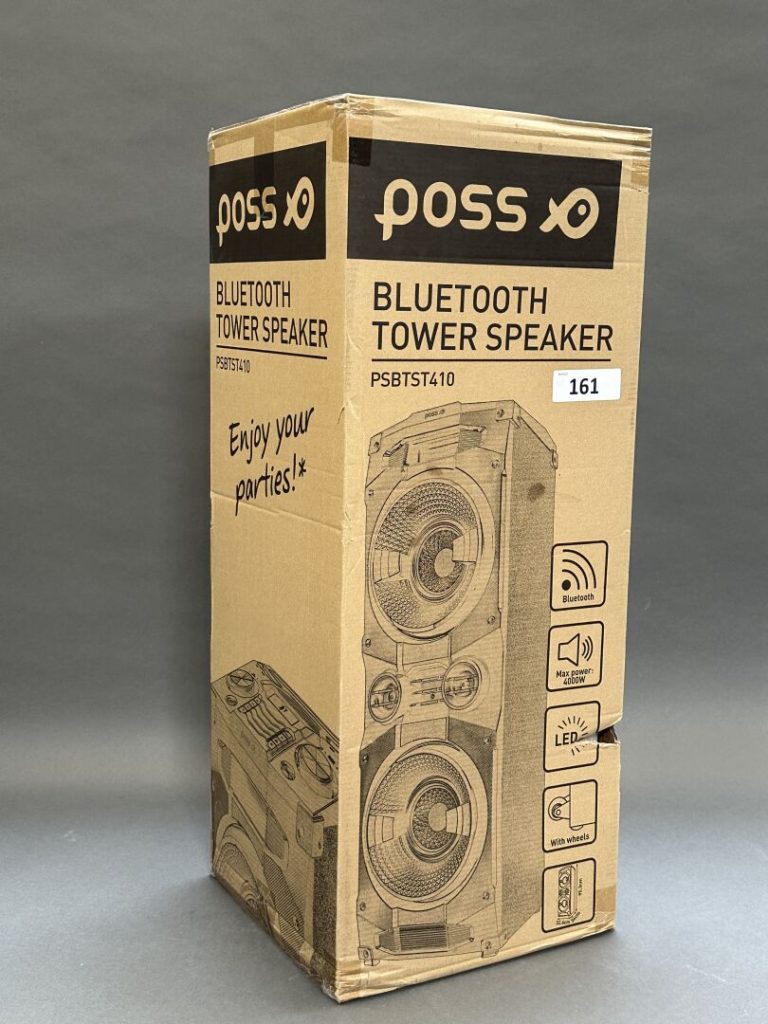 poss
BLUETOOTH
TOWER SPEAKER
PSBTST410
Enjoy your
parties!*
poss
BLUETOOTH
TOWER SPEAKER
PSBTST410
161
poss
Bluetooth
Max power:
4000W
LED
With wheels